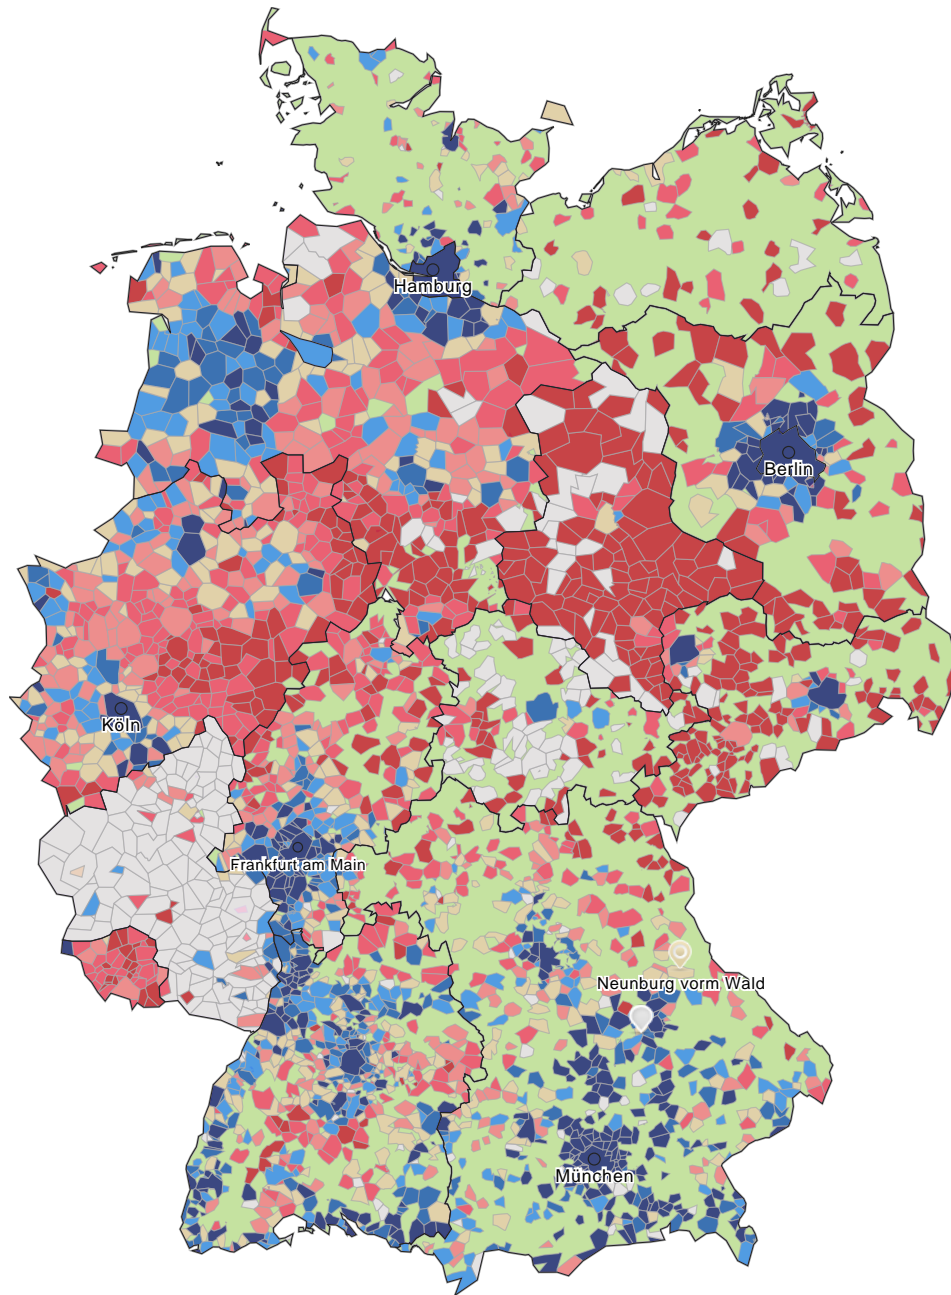 Hamburg
Berlin
Köln
Frankfurt am Main
Neunburg vorm Wald
München